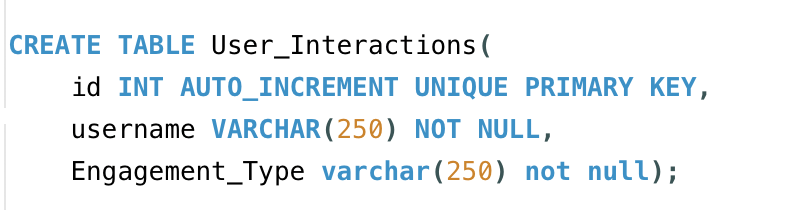 CREATE TABLE User_Interactions(
    id INT AUTO_INCREMENT UNIQUE PRIMARY KEY,
    username VARCHAR(250) NOT NULL,
    Engagement_Type varchar(250) not null);